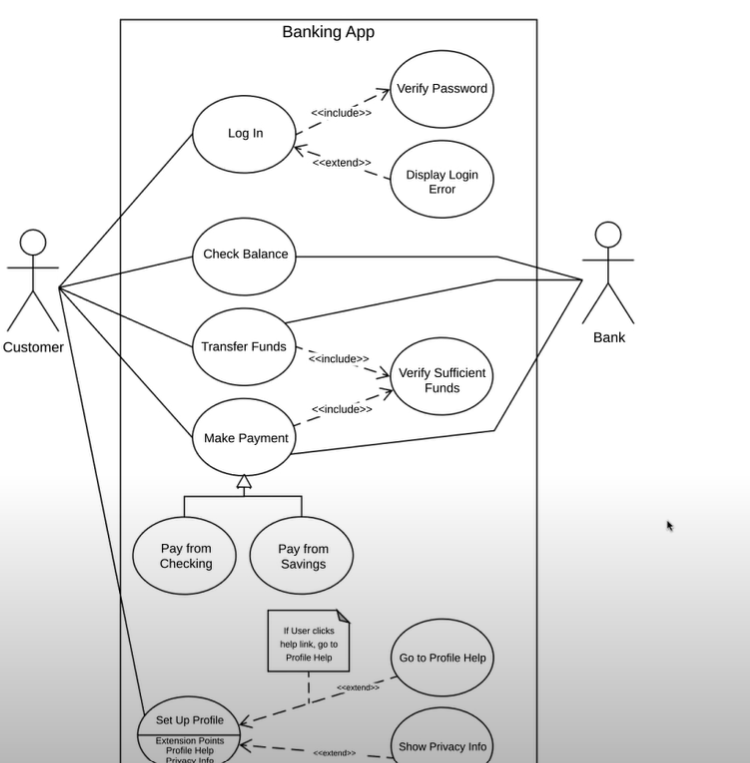 Banking App
Verify Password
<<include>>
Log In
<<extend>>
Display Login
Error
Check Balance
Customer
Bank
Transfer Funds
<<include>>
Verify Sufficient
Funds
<<include>>
Make Payment
Pay from
Checking
Pay from
Savings
If User clicks
help link, go to
Profile Help
Go to Profile Help
<<extend>>
Set Up Profile
Extension Points
Profile Help
Privacy Info
<<extend>>
Show Privacy Info